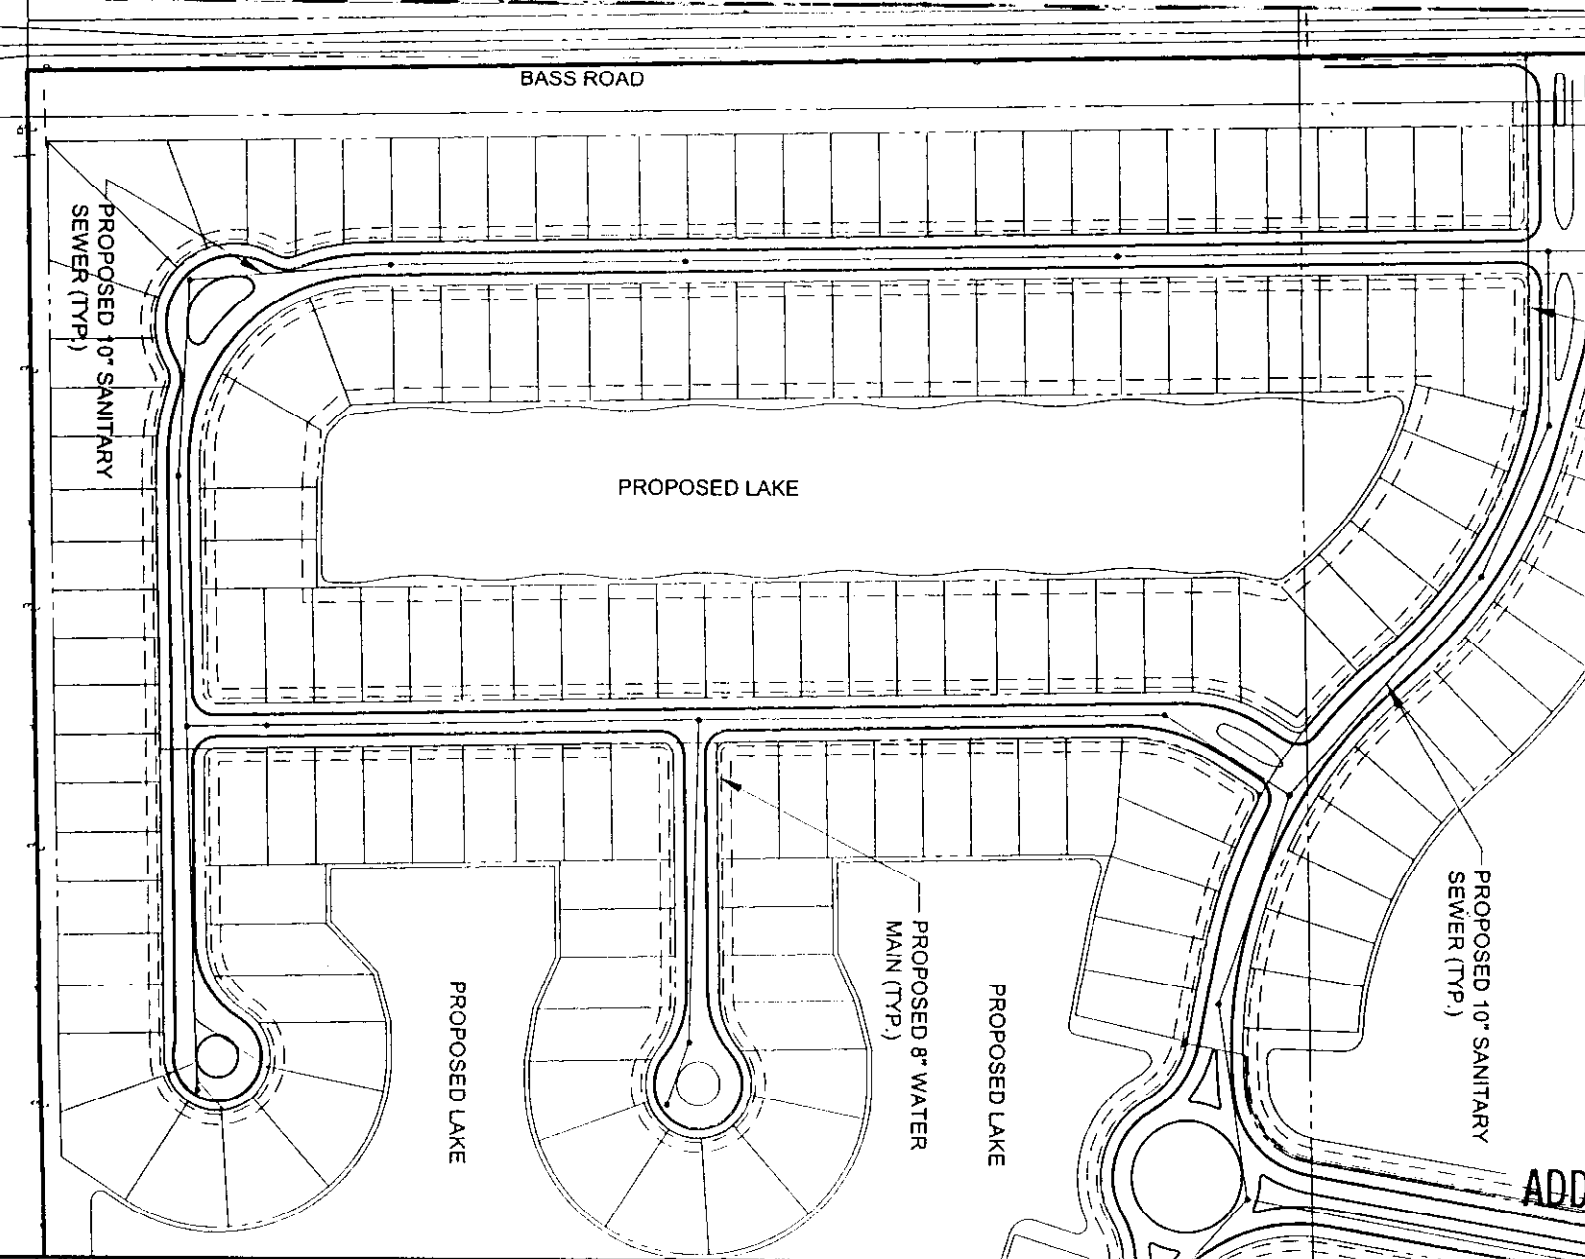 BASS ROAD
PROPOSED 10" SANITARY
SEWER (TYP.)
PROPOSED LAKE
PROPOSED 10" SANITARY
SEWER (TYP.)
PROPOSED 8" WATER
MAIN (TYP.)
PROPOSED LAKE
PROPOSED LAKE
ADD